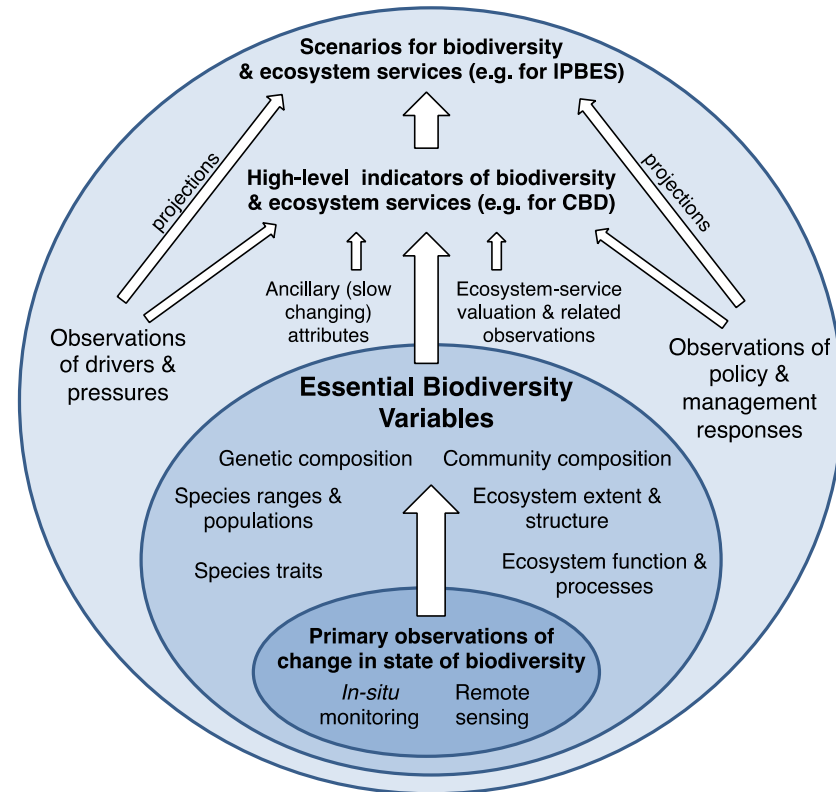 Scenarios for biodiversity
& ecosystem services (e.g. for IPBES)
projections
projections
High-level indicators of biodiversity
& ecosystem services (e.g. for CBD)
Ancillary (slow
changing)
attributes
Ecosystem-service
valuation & related
observations
Observations
of drivers &
pressures
Observations of
policy &
management
responses
Essential Biodiversity
Variables
Genetic composition
Community composition
Species ranges &
populations
Ecosystem extent &
structure
Species traits
Ecosystem function &
processes
Primary observations of
change in state of biodiversity
In-situ
monitoring
Remote
sensing